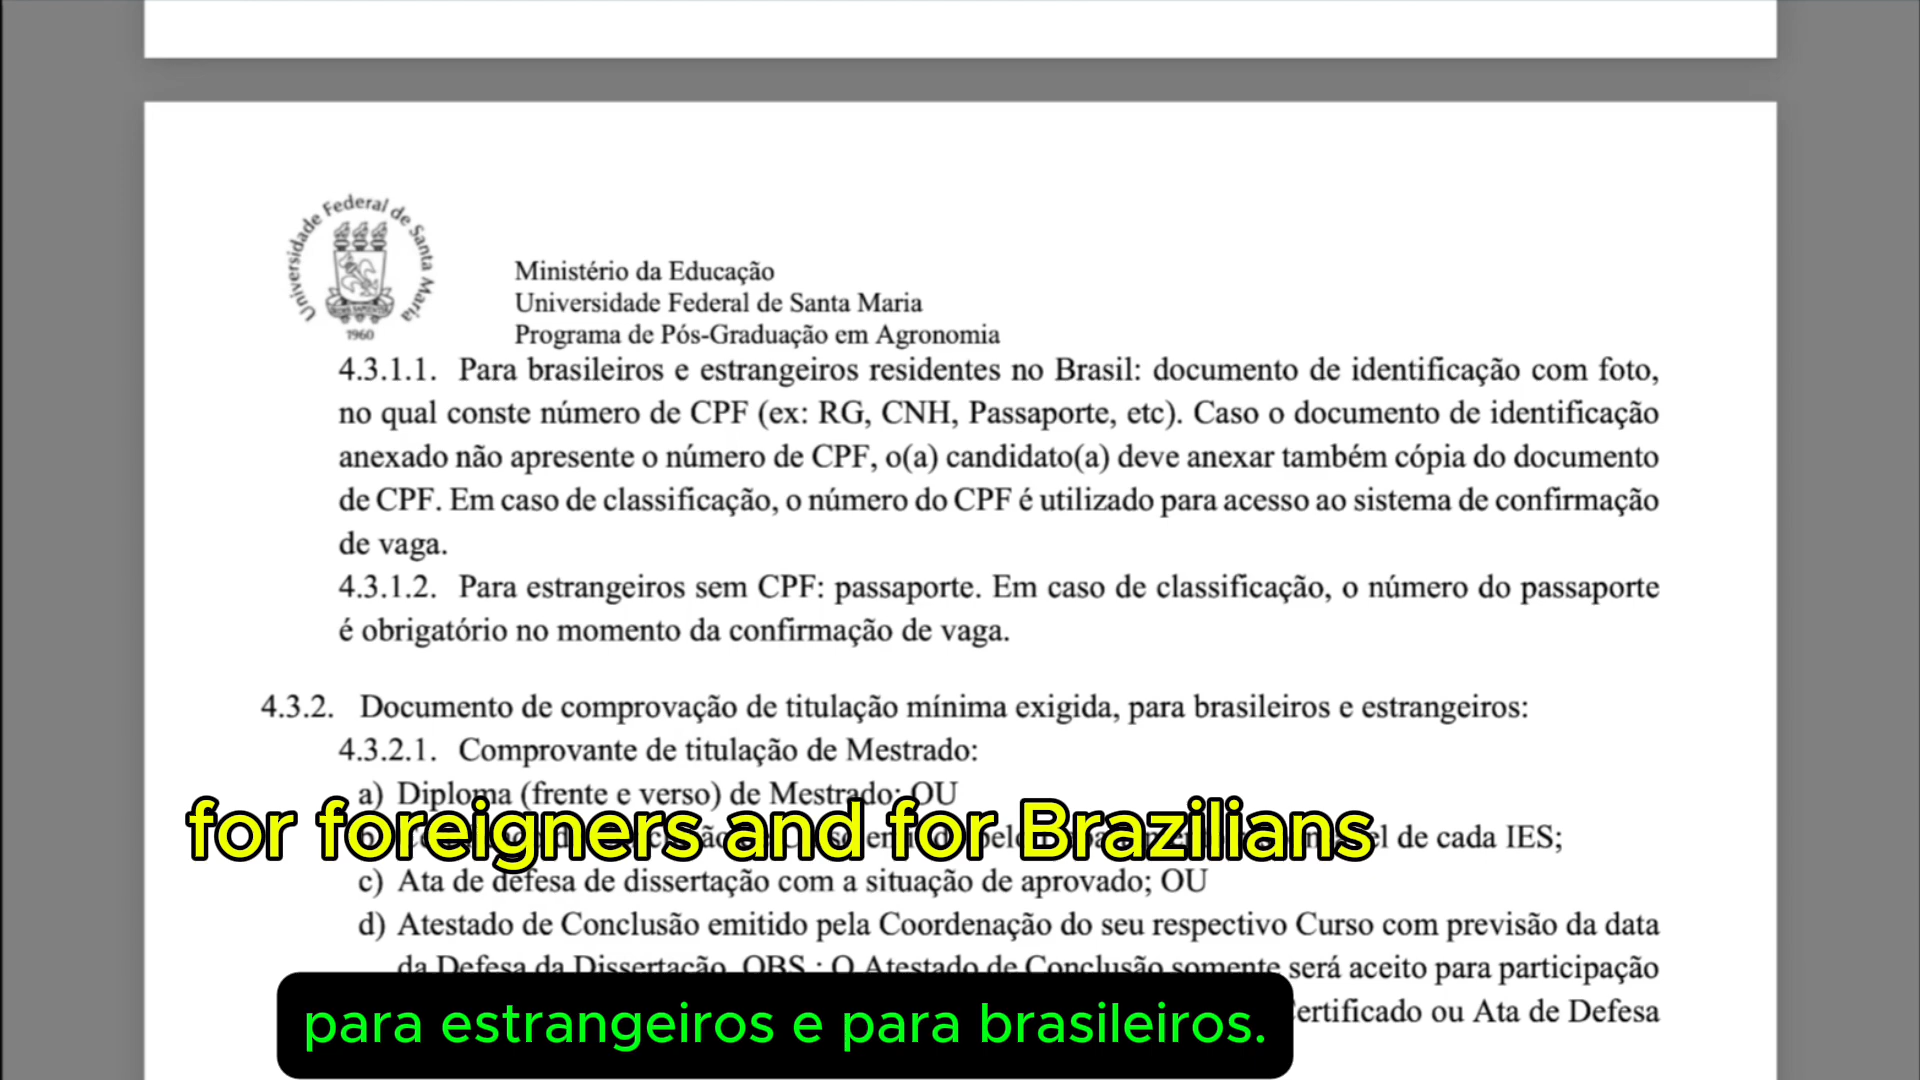 Universidade Federal de Santa Maria
1960
Ministério da Educação
Universidade Federal de Santa Maria
Programa de Pós-Graduação em Agronomia
4.3.1.1. Para brasileiros e estrangeiros residentes no Brasil: documento de identificação com foto,
no qual conste número de CPF (ex: RG, CNH, Passaporte, etc). Caso o documento de identificação
anexado não apresente o número de CPF, o(a) candidato(a) deve anexar também cópia do documento
de CPF. Em caso de classificação, o número do CPF é utilizado para acesso ao sistema de confirmação
de vaga.
4.3.1.2. Para estrangeiros sem CPF: passaporte. Em caso de classificação, o número do passaporte
é obrigatório no momento da confirmação de vaga.
4.3.2. Documento de comprovação de titulação mínima exigida, para brasileiros e estrangeiros:
4.3.2.1. Comprovante de titulação de Mestrado:
a) Diploma (frente e verso) de Mestrado; OU
for foreigners and for Brazilians
de cada IES;
c) Ata de defesa de dissertação com a situação de aprovado; OU
d) Atestado de Conclusão emitido pela Coordenação do seu respectivo Curso com previsão da data
da Defesa da Dissertação. OBS.: O Atestado de Conclusão somente será aceito para participação
ou Ata de Defesa
para estrangeiros e para brasileiros.